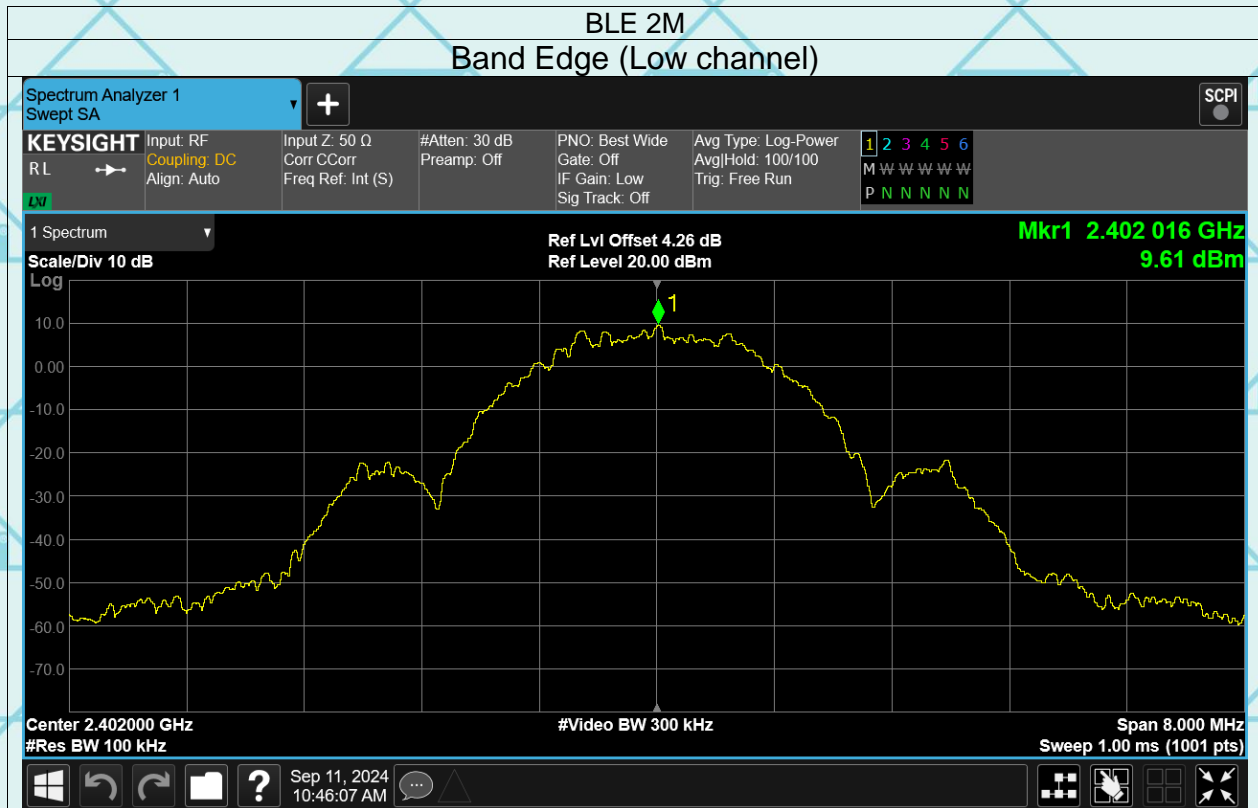 BLE 2M
Band Edge (Low channel)
Spectrum Analyzer 1
Swept SA
SCPI
KEYSIGHT
R L
LXI
Input: RF
Coupling: DC
Align: Auto
Input Z: 50 Ω
Corr CCorr
Freq Ref: Int (S)
#Atten: 30 dB
Preamp: Off
PNO: Best Wide
Gate: Off
IF Gain: Low
Sig Track: Off
Avg Type: Log-Power
Avg|Hold: 100/100
Trig: Free Run
1 2 3 4 5 6
M W W W W W
P N N N N N
1 Spectrum
Scale/Div 10 dB
Log
Ref Lvl Offset 4.26 dB
Ref Level 20.00 dBm
Mkr1 2.402 016 GHz
9.61 dBm
1
10.0
0.00
-10.0
-20.0
-30.0
-40.0
-50.0
-60.0
-70.0
Center 2.402000 GHz
#Res BW 100 kHz
#Video BW 300 kHz
Span 8.000 MHz
Sweep 1.00 ms (1001 pts)
?
Sep 11, 2024
10:46:07 AM